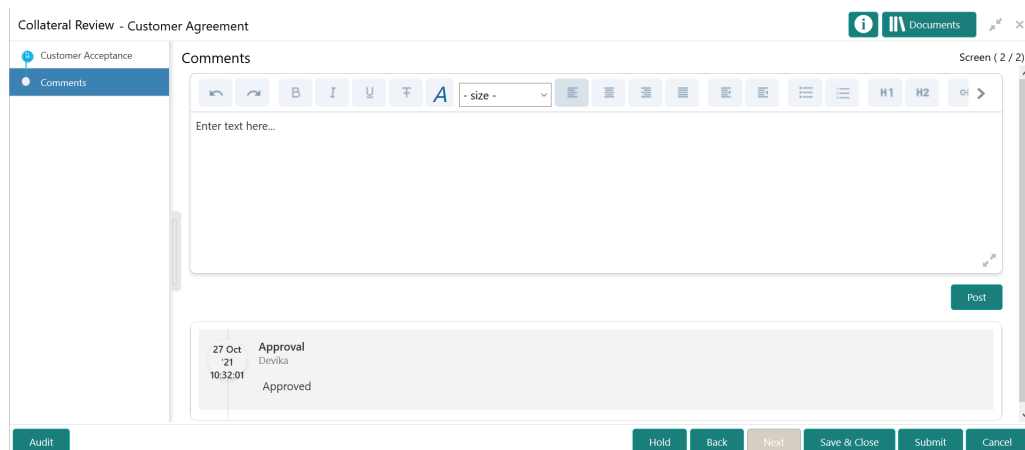 Collateral Review - Customer Agreement
Documents
Customer Acceptance
Comments
Comments
Screen ( 2 / 2)
B I U T A - size - H1 H2
Enter text here...
Post
27 Oct
'21
10:32:01
Approval
Devika
Approved
Audit
Hold
Back
Next
Save & Close
Submit
Cancel